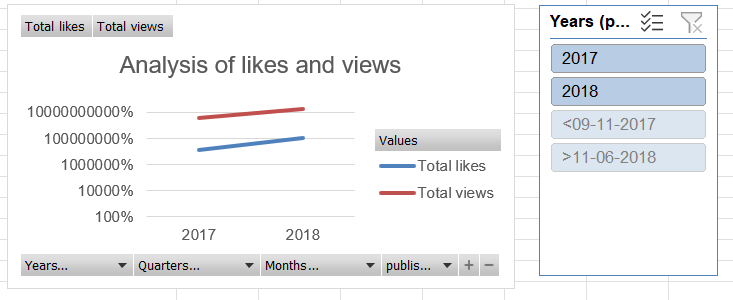 Total likes Total views
Analysis of likes and views
10000000000%
100000000%
1000000%
10000%
100%
2017 2018
Values
Total likes
Total views
Years... Quarters... Months... publis... + −
Years (p...
2017
2018
<09-11-2017
>11-06-2018